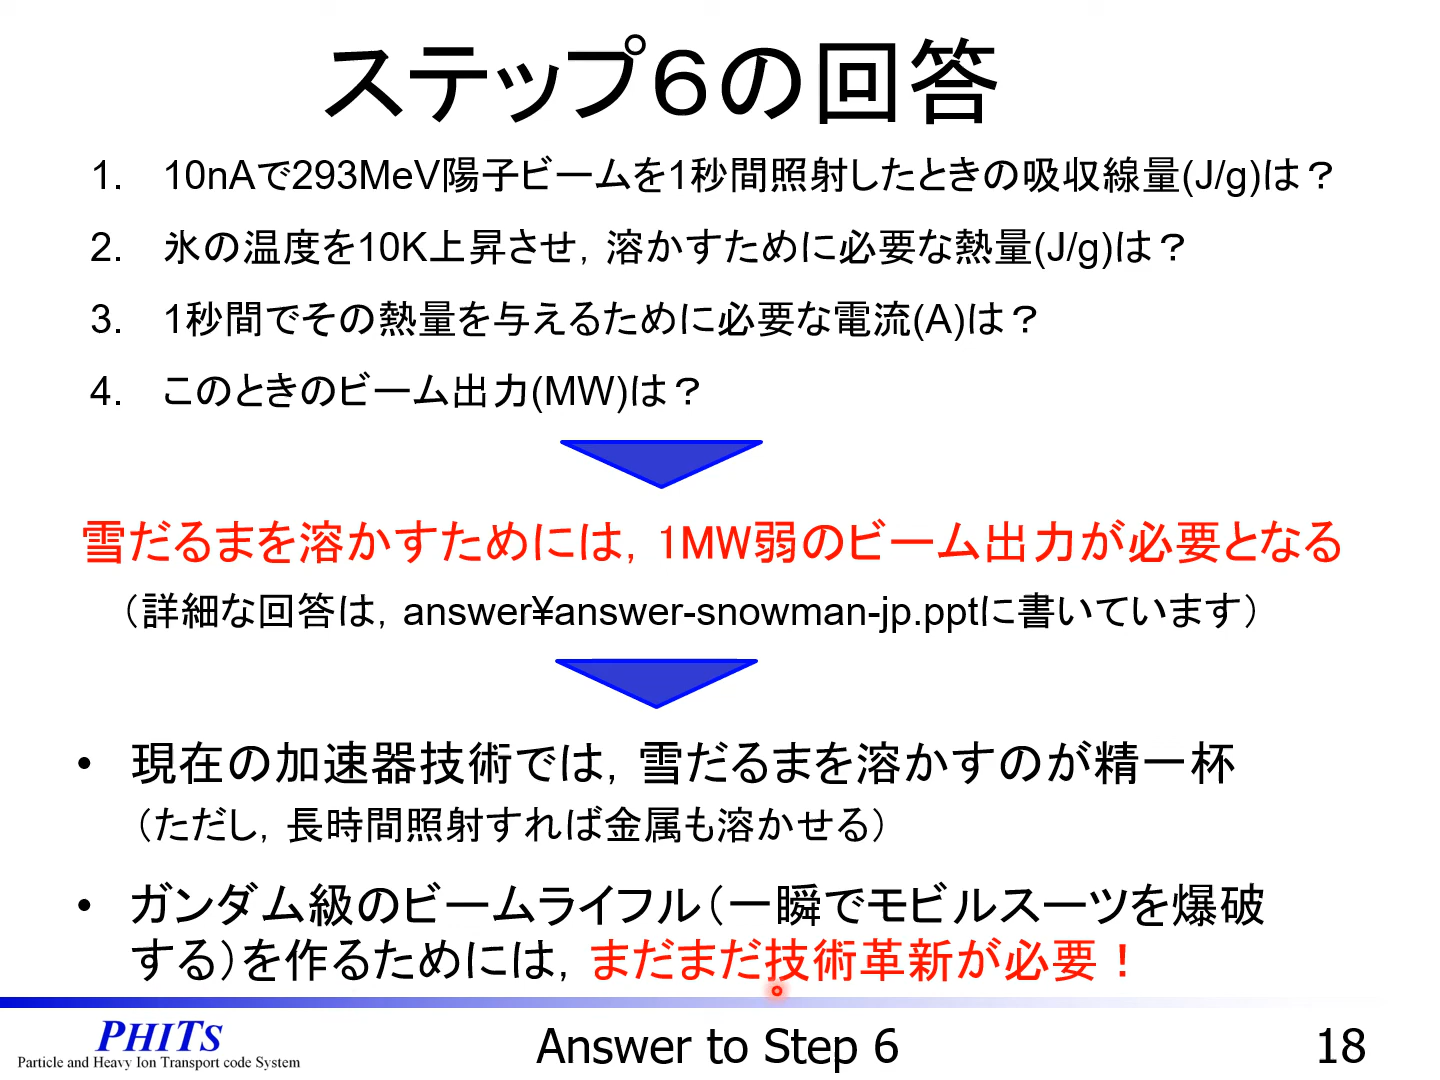 ステップ６の回答
1. 10nAで293MeV陽子ビームを1秒間照射したときの吸収線量(J/g)は？
2. 氷の温度を10K上昇させ，溶かすために必要な熱量(J/g)は？
3. 1秒間でその熱量を与えるために必要な電流(A)は？
4. このときのビーム出力(MW)は？
雪だるまを溶かすためには，1MW弱のビーム出力が必要となる
（詳細な回答は，answer¥answer-snowman-jp.pptに書いています）
• 現在の加速器技術では，雪だるまを溶かすのが精一杯
（ただし，長時間照射すれば金属も溶かせる）
• ガンダム級のビームライフル（一瞬でモビルスーツを爆破
する）を作るためには，まだまだ技術革新が必要！
PHITS
Particle and Heavy Ion Transport code System
Answer to Step 6
18